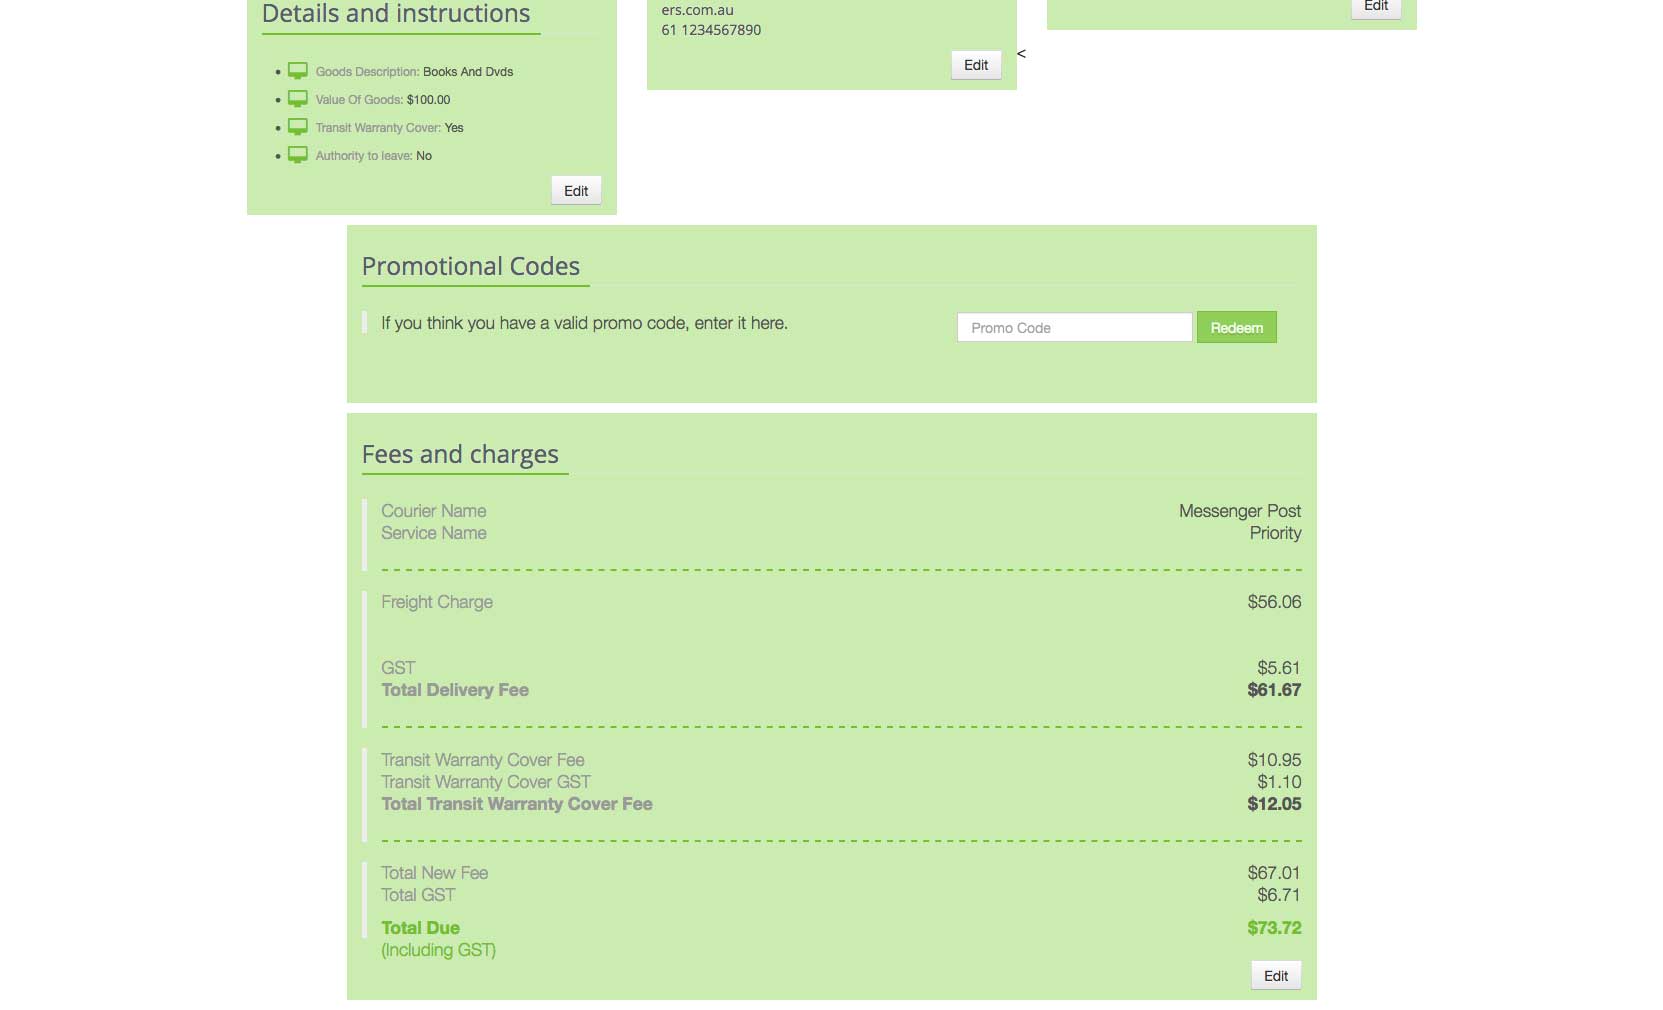 Details and instructions
Goods Description: Books And Dvds
Value Of Goods: $100.00
Transit Warranty Cover: Yes
Authority to leave: No
Edit
ers.com.au
61 1234567890
Edit
<
Edit
Promotional Codes
If you think you have a valid promo code, enter it here.
Promo Code
Redeem
Fees and charges
Courier Name Messenger Post
Service Name Priority
Freight Charge $56.06
GST $5.61
Total Delivery Fee $61.67
Transit Warranty Cover Fee $10.95
Transit Warranty Cover GST $1.10
Total Transit Warranty Cover Fee $12.05
Total New Fee $67.01
Total GST $6.71
Total Due $73.72
(Including GST)
Edit